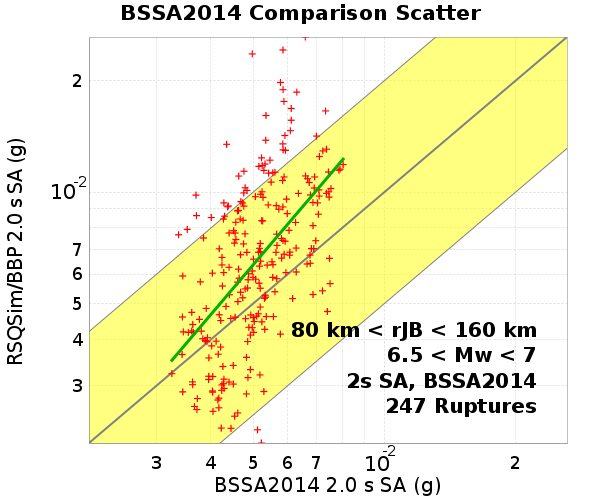 BSSA2014 Comparison Scatter
RSQSim/BBP 2.0 s SA (g)
2
10-2
7
6
5
4
3
80 km < rJB < 160 km
6.5 < Mw < 7
2s SA, BSSA2014
247 Ruptures
3 4 5 6 7 10-2 2
BSSA2014 2.0 s SA (g)